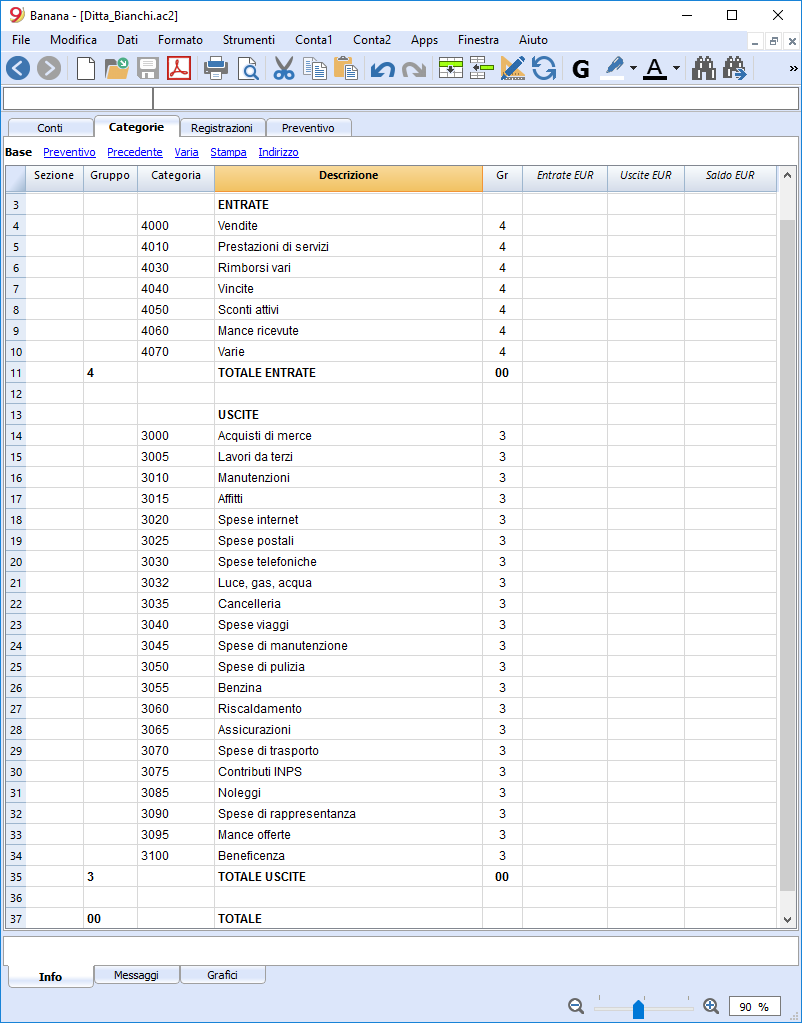 Banana - [Ditta_Bianchi.ac2]
File Modifica Dati Formato Strumenti Conta1 Conta2 Apps Finestra Aiuto
G A »
Conti Categorie Registrazioni Preventivo
Base Preventivo Precedente Varia Stampa Indirizzo
Sezione Gruppo Categoria Descrizione Gr Entrate EUR Uscite EUR Saldo EUR
3 ENTRATE
4 4000 Vendite 4
5 4010 Prestazioni di servizi 4
6 4030 Rimborsi vari 4
7 4040 Vincite 4
8 4050 Sconti attivi 4
9 4060 Mance ricevute 4
10 4070 Varie 4
11 4 TOTALE ENTRATE 00
12
13 USCITE
14 3000 Acquisti di merce 3
15 3005 Lavori da terzi 3
16 3010 Manutenzioni 3
17 3015 Affitti 3
18 3020 Spese internet 3
19 3025 Spese postali 3
20 3030 Spese telefoniche 3
21 3032 Luce, gas, acqua 3
22 3035 Cancelleria 3
23 3040 Spese viaggi 3
24 3045 Spese di manutenzione 3
25 3050 Spese di pulizia 3
26 3055 Benzina 3
27 3060 Riscaldamento 3
28 3065 Assicurazioni 3
29 3070 Spese di trasporto 3
30 3075 Contributi INPS 3
31 3085 Noleggi 3
32 3090 Spese di rappresentanza 3
33 3095 Mance offerte 3
34 3100 Beneficenza 3
35 3 TOTALE USCITE 00
36
37 00 TOTALE
Info Messaggi Grafici
90 %